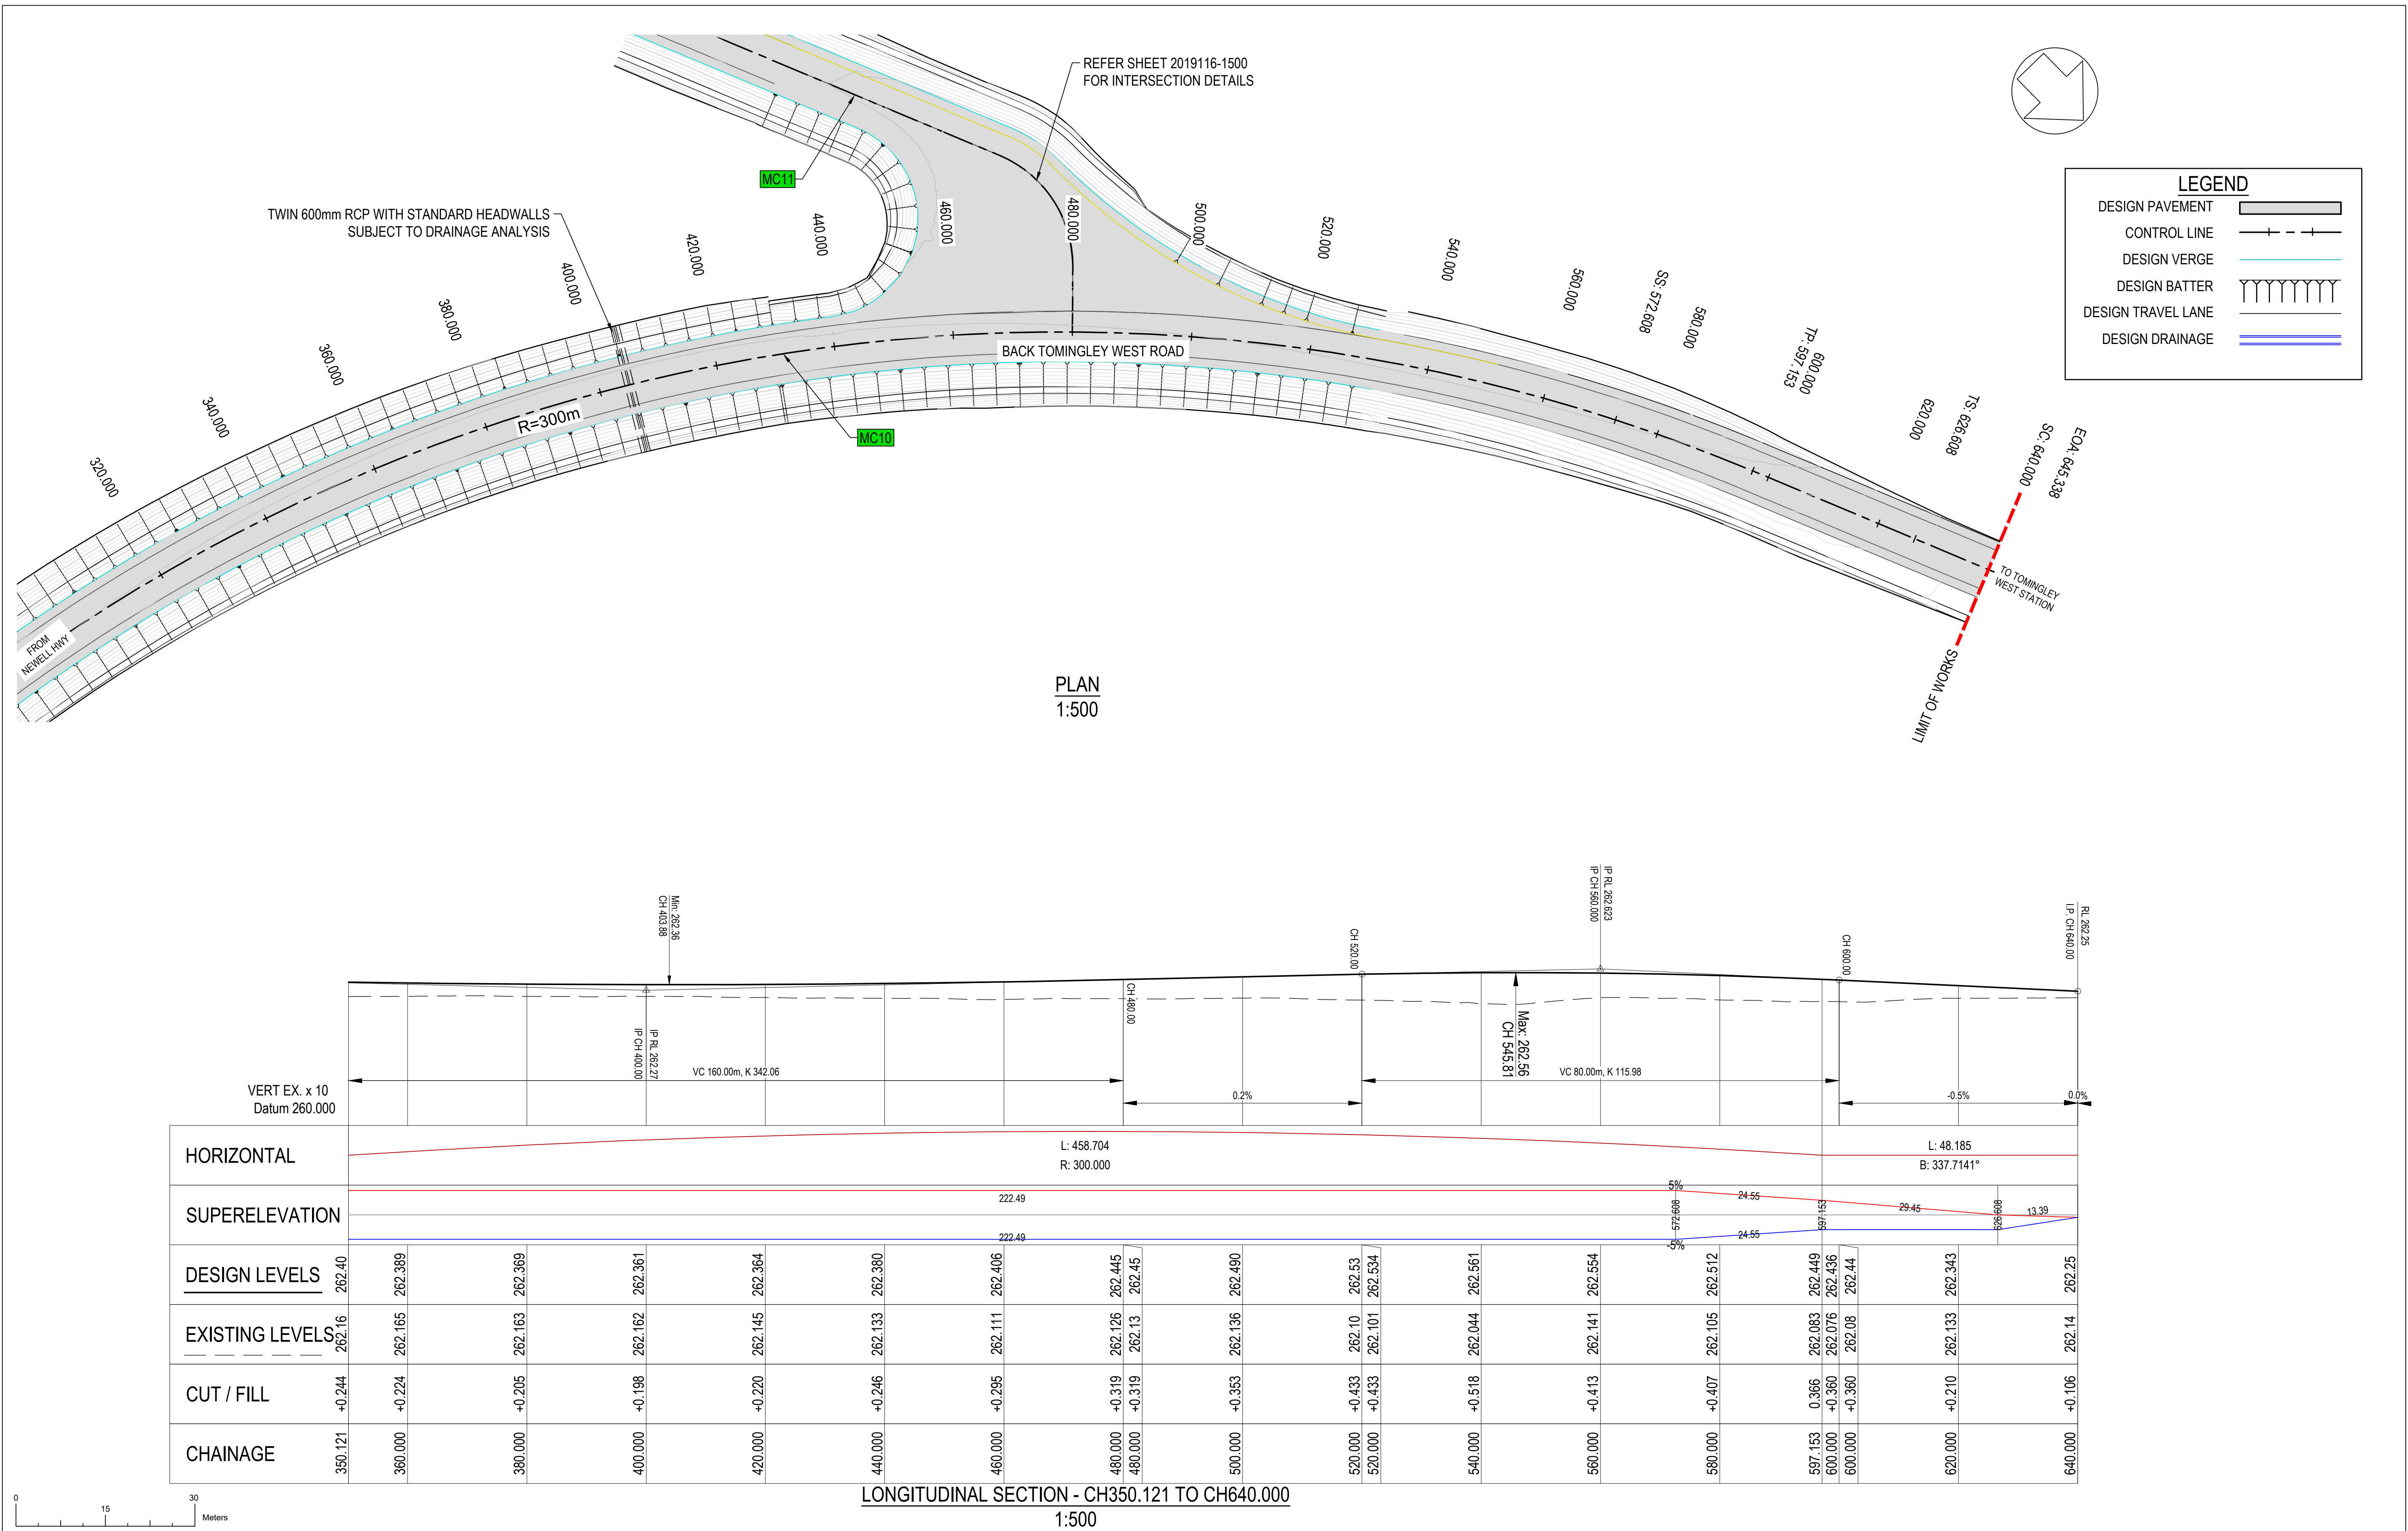 REFER SHEET 2019116-1500
FOR INTERSECTION DETAILS
MC11
TWIN 600mm RCP WITH STANDARD HEADWALLS
SUBJECT TO DRAINAGE ANALYSIS
LEGEND
DESIGN PAVEMENT
CONTROL LINE
DESIGN VERGE
DESIGN BATTER
DESIGN TRAVEL LANE
DESIGN DRAINAGE
320.000
340.000
360.000
380.000
400.000
420.000
440.000
460.000
480.000
500.000
520.000
540.000
560.000
SS: 572.608
580.000
TP: 597.153
600.000
620.000
TS: 626.608
SC: 640.000
EOA: 645.338
BACK TOMINGLEY WEST ROAD
R=300m
MC10
FROM
NEWELL HWY
TO TOMINGLEY
WEST STATION
LIMIT OF WORKS
PLAN
1:500
Min: 262.36
CH 403.88
IP RL 262.27
IP CH 400.00
CH 480.00
CH 520.00
Max: 262.56
CH 545.81
IP RL 262.623
IP CH 560.000
CH 600.00
RL 262.25
I.P. CH 640.00
VC 160.00m, K 342.06
0.2%
VC 80.00m, K 115.98
-0.5%
0.0%
VERT EX. x 10
Datum 260.000
HORIZONTAL
L: 458.704
R: 300.000
L: 48.185
B: 337.7141°
SUPERELEVATION
222.49
222.49
5%
-5%
572.608
24.55
24.55
597.153
29.45
626.608
13.39
DESIGN LEVELS 262.40 262.389 262.369 262.361 262.364 262.380 262.406 262.445 262.45 262.490 262.53 262.534 262.561 262.554 262.512 262.449 262.436 262.44 262.343 262.25
EXISTING LEVELS 262.16 262.165 262.163 262.162 262.145 262.133 262.111 262.126 262.13 262.136 262.10 262.101 262.044 262.141 262.105 262.083 262.076 262.08 262.133 262.14
CUT / FILL +0.244 +0.224 +0.205 +0.198 +0.220 +0.246 +0.295 +0.319 +0.319 +0.353 +0.433 +0.433 +0.518 +0.413 +0.407 0.366 +0.360 +0.360 +0.210 +0.106
CHAINAGE 350.121 360.000 380.000 400.000 420.000 440.000 460.000 480.000 480.000 500.000 520.000 520.000 540.000 560.000 580.000 597.153 600.000 600.000 620.000 640.000
LONGITUDINAL SECTION - CH350.121 TO CH640.000
1:500
0 15 30
Meters